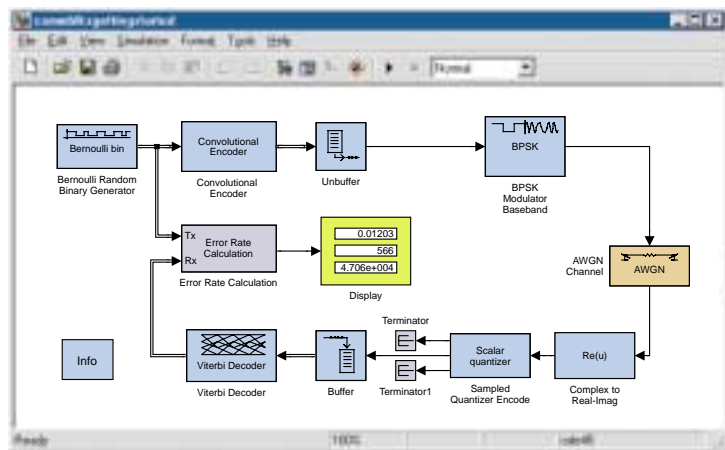 File Edit View Simulation Format Tools Help
Normal
Bernoulli bin
Bernoulli Random
Binary Generator
Convolutional
Encoder
Convolutional
Encoder
Unbuffer
BPSK
BPSK
Modulator
Baseband
Tx
Rx
Error Rate
Calculation
Error Rate Calculation
0.01203
566
4.706e+004
Display
AWGN
Channel
AWGN
Info
Viterbi Decoder
Viterbi Decoder
Buffer
Terminator
Terminator1
Scalar
quantizer
Sampled
Quantizer Encode
Re(u)
Complex to
Real-Imag
Ready
100%